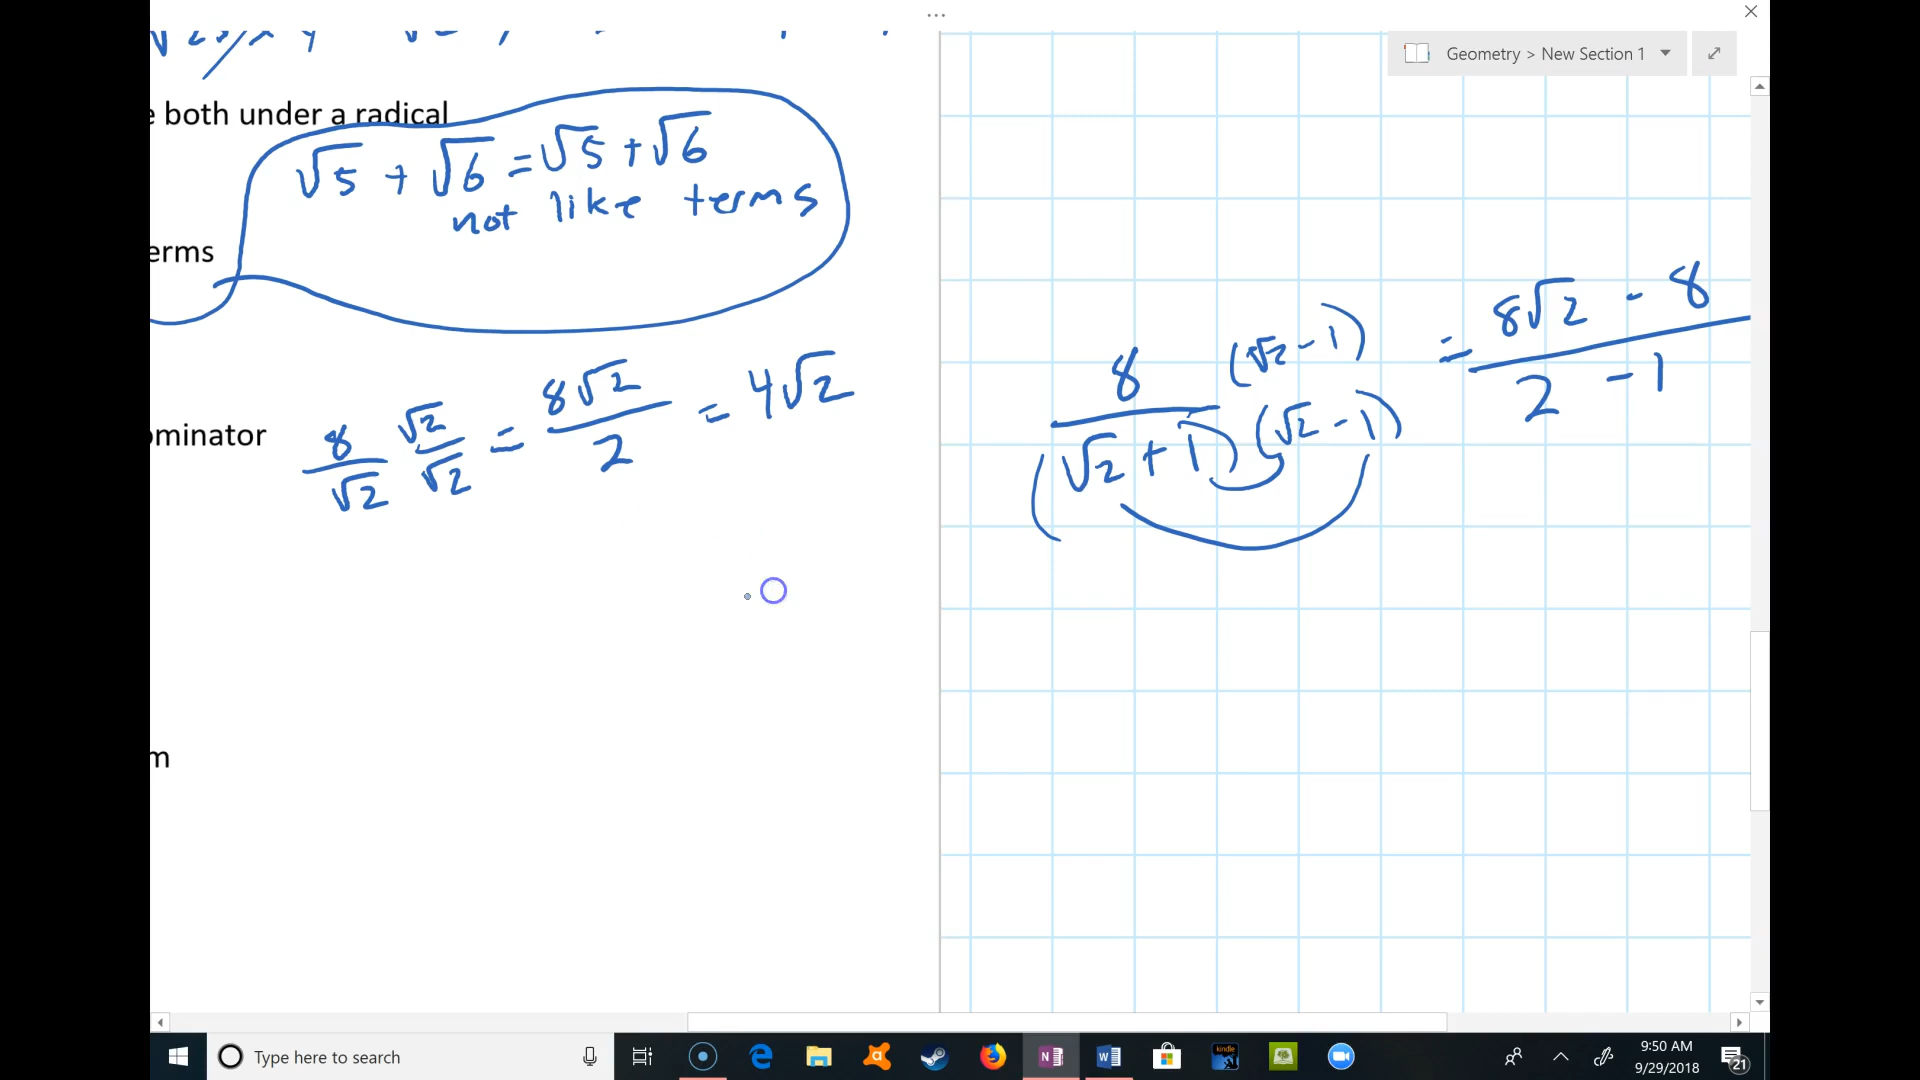 Geometry > New Section 1
e both under a radical
√5 + √6 = √5 + √6
not like terms
erms
ominator
8/√2 √2/√2 = 8√2/2 = 4√2
8 (√2 - 1) / (√2 + 1) (√2 - 1) = 8√2 - 8 / 2 - 1
m
Type here to search
kindle
9:50 AM
9/29/2018
21